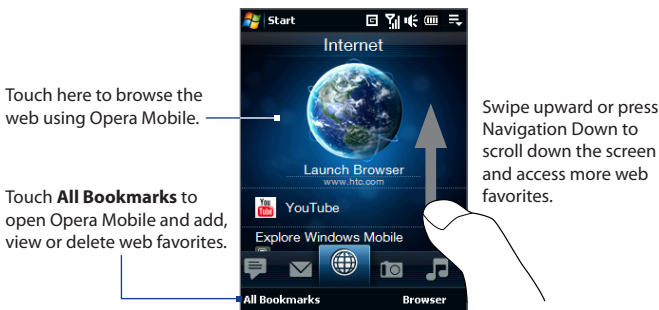 Start
Internet
Touch here to browse the
web using Opera Mobile.
Launch Browser
www.htc.com
Swipe upward or press
Navigation Down to
scroll down the screen
and access more web
favorites.
Touch All Bookmarks to
open Opera Mobile and add,
view or delete web favorites.
You
Tube
YouTube
Explore Windows Mobile
All Bookmarks
Browser